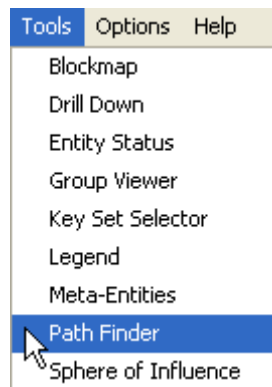 Tools Options Help
Blockmap
Drill Down
Entity Status
Group Viewer
Key Set Selector
Legend
Meta-Entities
Path Finder
Sphere of Influence